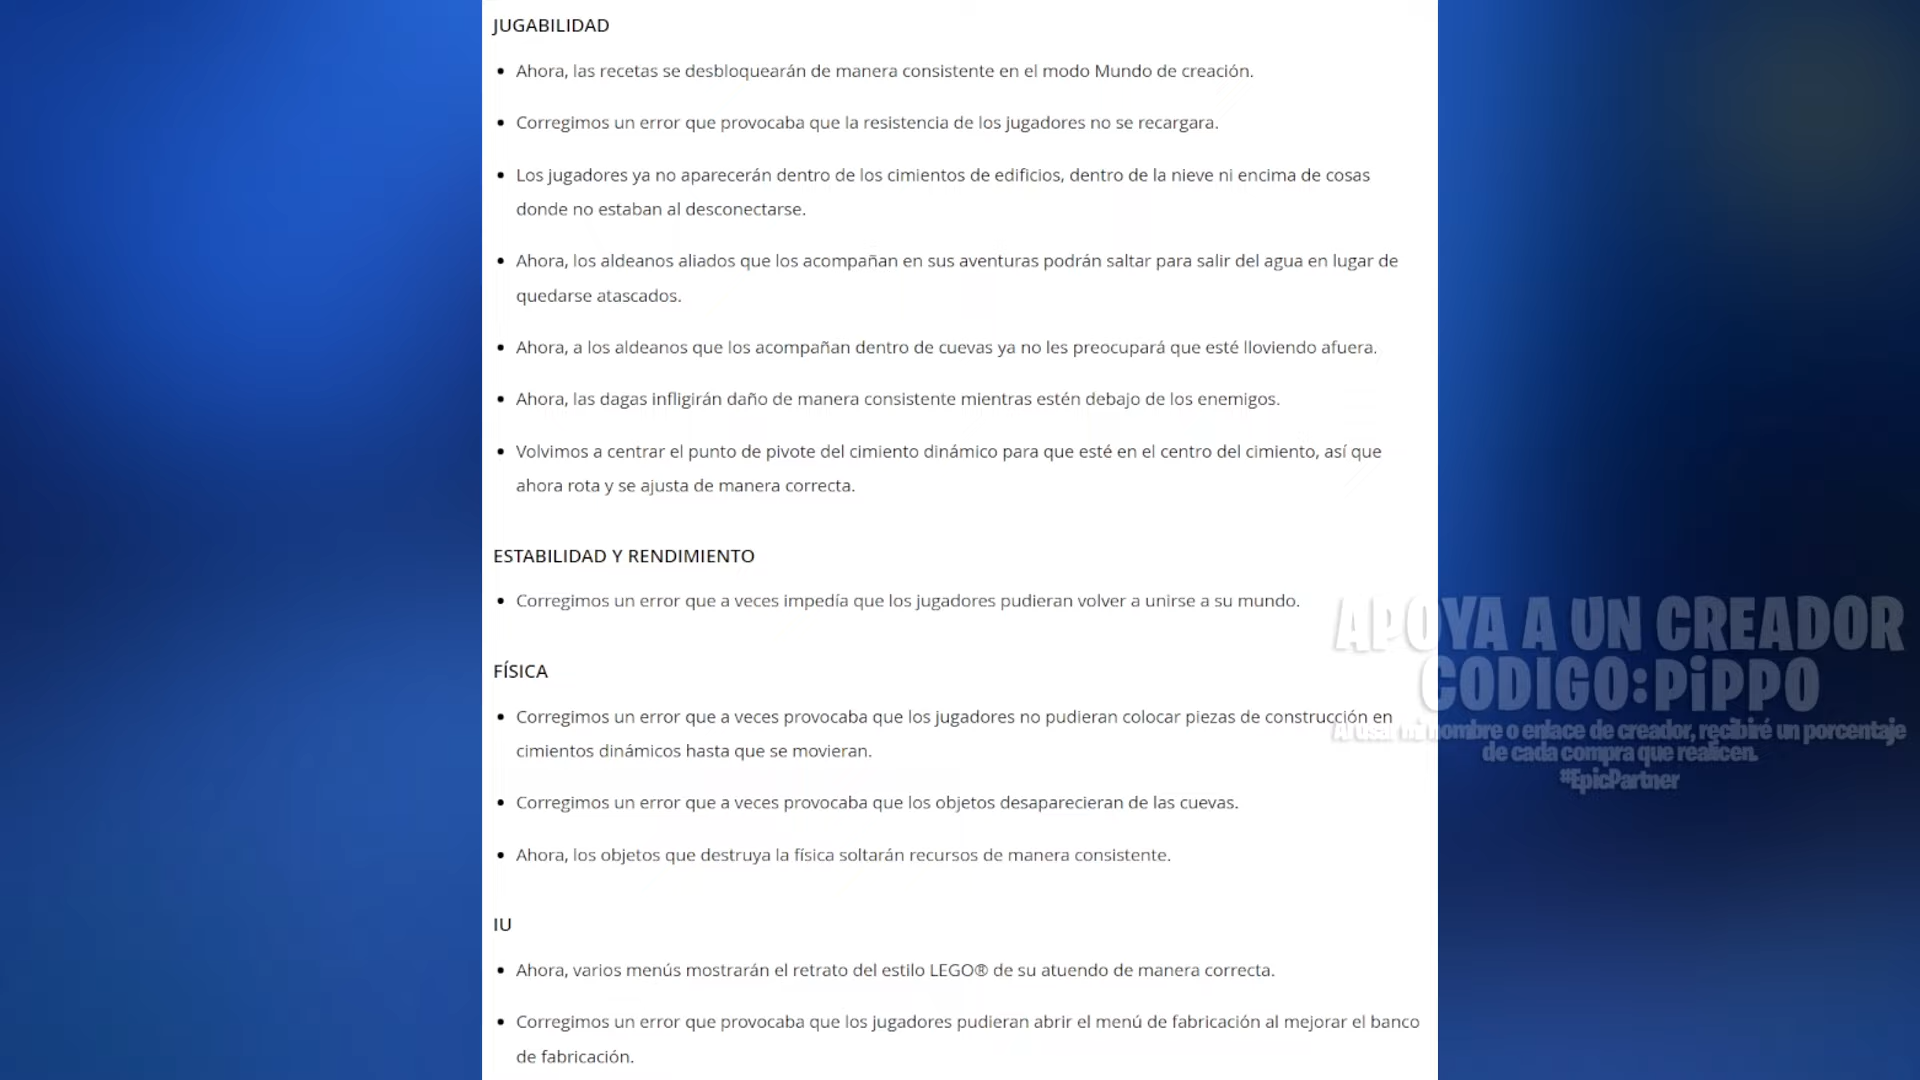 JUGABILIDAD
Ahora, las recetas se desbloquearán de manera consistente en el modo Mundo de creación.
Corregimos un error que provocaba que la resistencia de los jugadores no se recargara.
Los jugadores ya no aparecerán dentro de los cimientos de edificios, dentro de la nieve ni encima de cosas
donde no estaban al desconectarse.
Ahora, los aldeanos aliados que los acompañan en sus aventuras podrán saltar para salir del agua en lugar de
quedarse atascados.
Ahora, a los aldeanos que los acompañan dentro de cuevas ya no les preocupará que esté lloviendo afuera.
Ahora, las dagas infligirán daño de manera consistente mientras estén debajo de los enemigos.
Volvimos a centrar el punto de pivote del cimiento dinámico para que esté en el centro del cimiento, así que
ahora rota y se ajusta de manera correcta.
ESTABILIDAD Y RENDIMIENTO
Corregimos un error que a veces impedía que los jugadores pudieran volver a unirse a su mundo.
FÍSICA
Corregimos un error que a veces provocaba que los jugadores no pudieran colocar piezas de construcción en
cimientos dinámicos hasta que se movieran.
Corregimos un error que a veces provocaba que los objetos desaparecieran de las cuevas.
Ahora, los objetos que destruya la física soltarán recursos de manera consistente.
IU
Ahora, varios menús mostrarán el retrato del estilo LEGO® de su atuendo de manera correcta.
Corregimos un error que provocaba que los jugadores pudieran abrir el menú de fabricación al mejorar el banco
de fabricación.
APOYA A UN CREADOR
CODIGO:PiPPO
Al usar mi nombre o enlace de creador, recibiré un porcentaje
de cada compra que realicen.
#EpicPartner